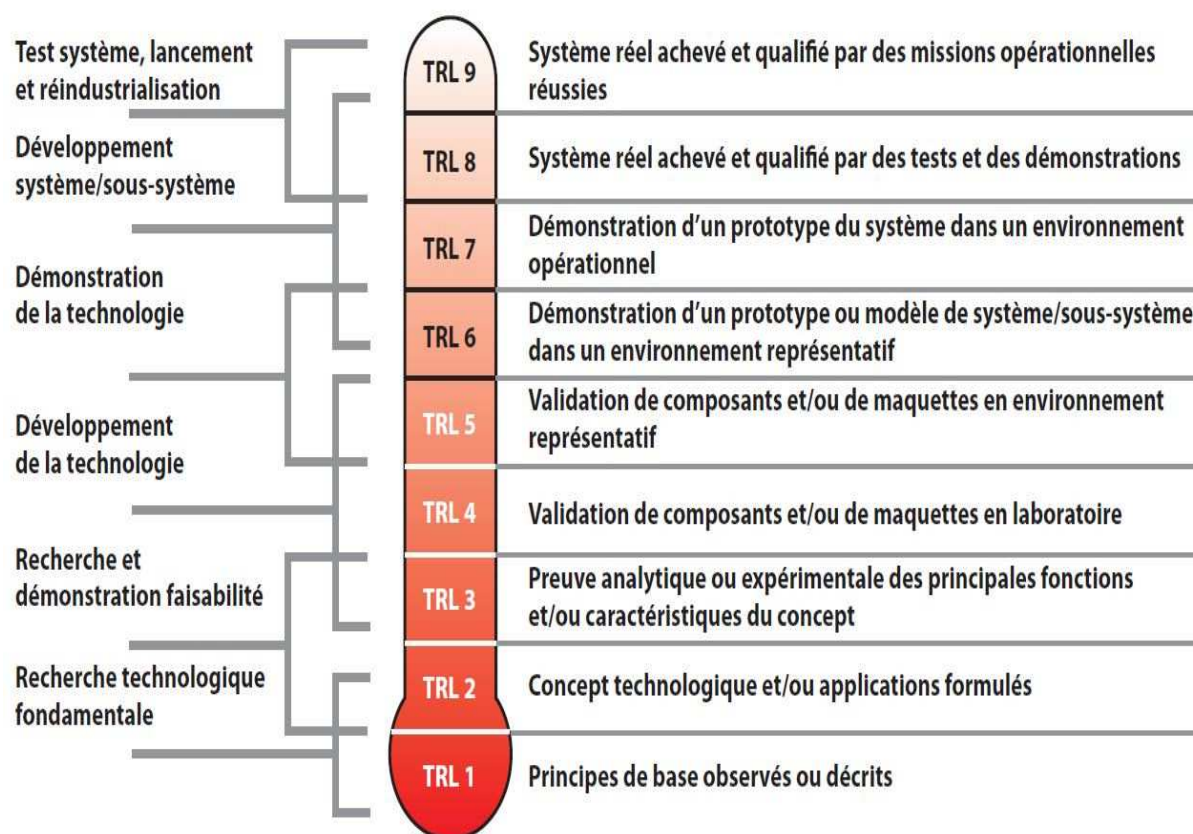 Test système, lancement
et réindustrialisation
Développement
système/sous-système
Démonstration
de la technologie
Développement
de la technologie
Recherche et
démonstration faisabilité
Recherche technologique
fondamentale
TRL 9
TRL 8
TRL 7
TRL 6
TRL 5
TRL 4
TRL 3
TRL 2
TRL 1
Système réel achevé et qualifié par des missions opérationnelles
réussies
Système réel achevé et qualifié par des tests et des démonstrations
Démonstration d'un prototype du système dans un environnement
opérationnel
Démonstration d'un prototype ou modèle de système/sous-système
dans un environnement représentatif
Validation de composants et/ou de maquettes en environnement
représentatif
Validation de composants et/ou de maquettes en laboratoire
Preuve analytique ou expérimentale des principales fonctions
et/ou caractéristiques du concept
Concept technologique et/ou applications formulés
Principes de base observés ou décrits